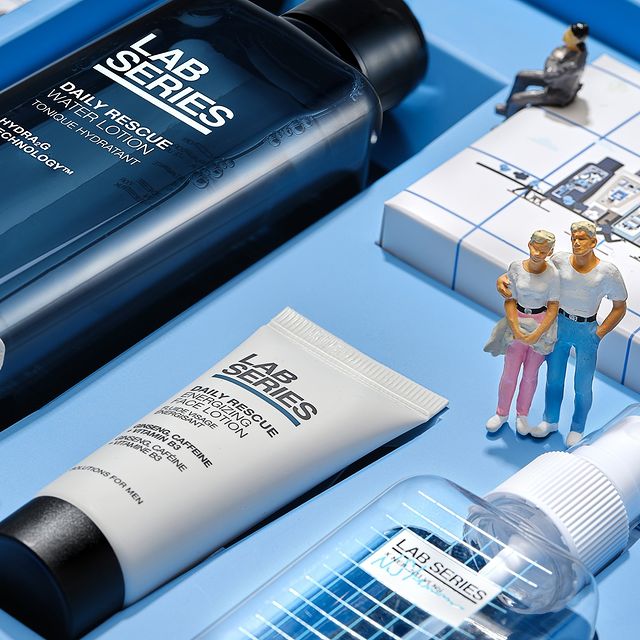 LAB
SERIES
DAILY RESCUE
WATER LOTION
TONIQUE HYDRATANT
HYDRA2G
TECHNOLOGY™
LAB
SERIES
DAILY RESCUE
ENERGIZING
FACE LOTION
GINSENG, CAFFEINE
VITAMIN B3
GINSENG, CAFÉINE
VITAMINE B3
SOLUTIONS FOR MEN
LAB SERIES